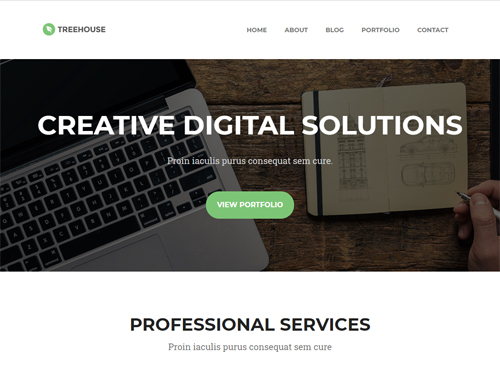 TREEHOUSE
HOME ABOUT BLOG PORTFOLIO CONTACT
CREATIVE DIGITAL SOLUTIONS
Proin iaculis purus consequat sem cure.
VIEW PORTFOLIO
PROFESSIONAL SERVICES
Proin iaculis purus consequat sem cure